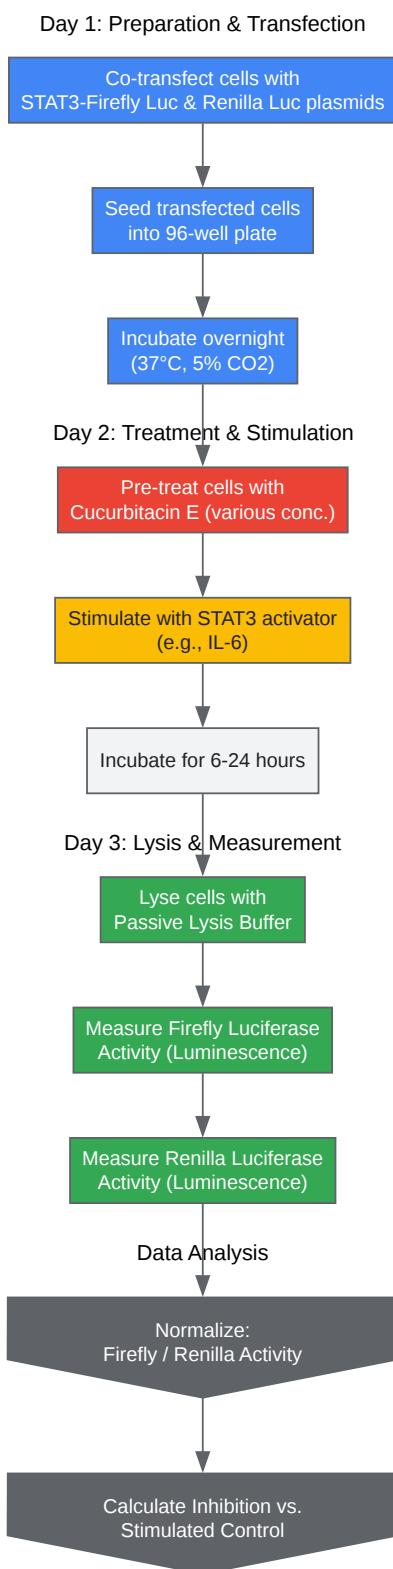 Day 1: Preparation & Transfection
Co-transfect cells with
STAT3-Firefly Luc & Renilla Luc plasmids
Seed transfected cells
into 96-well plate
Incubate overnight
(37°C, 5% CO2)
Day 2: Treatment & Stimulation
Pre-treat cells with
Cucurbitacin E (various conc.)
Stimulate with STAT3 activator
(e.g., IL-6)
Incubate for 6-24 hours
Day 3: Lysis & Measurement
Lyse cells with
Passive Lysis Buffer
Measure Firefly Luciferase
Activity (Luminescence)
Measure Renilla Luciferase
Activity (Luminescence)
Data Analysis
Normalize:
Firefly / Renilla Activity
Calculate Inhibition vs.
Stimulated Control